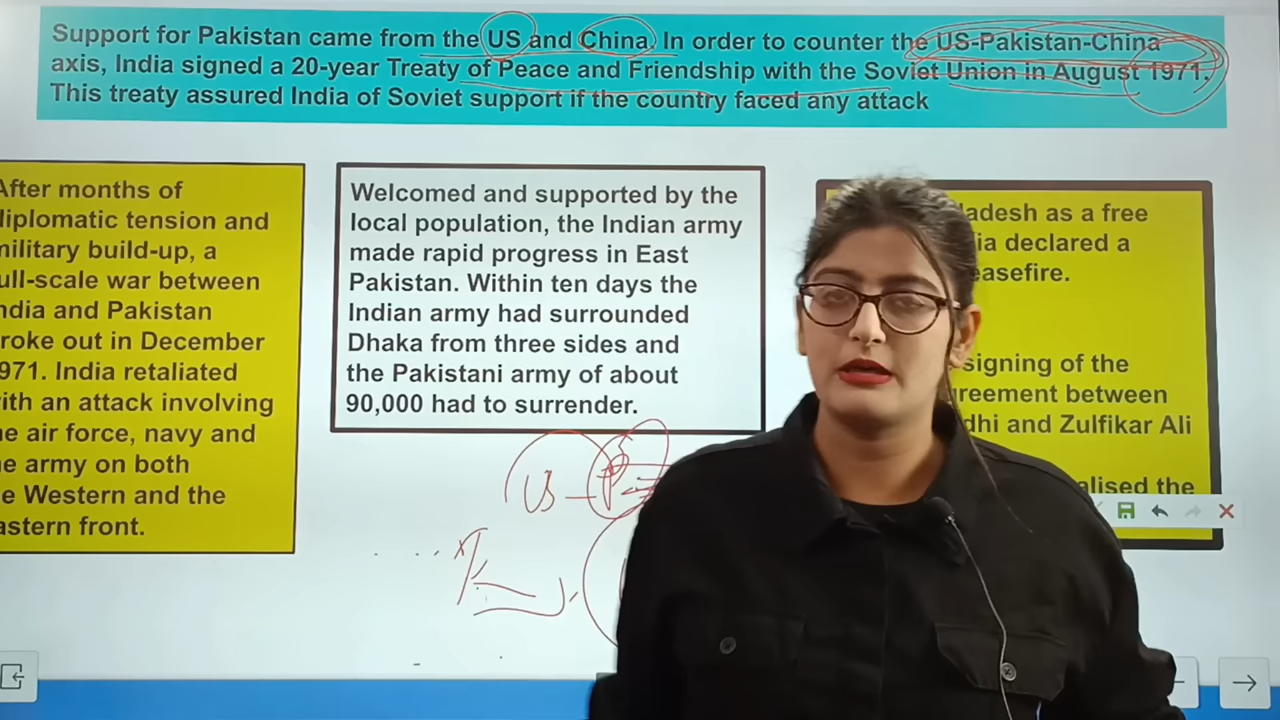 Support for Pakistan came from the US and China. In order to counter the US-Pakistan-China
axis, India signed a 20-year Treaty of Peace and Friendship with the Soviet Union in August 1971.
This treaty assured India of Soviet support if the country faced any attack
After months of
diplomatic tension and
military build-up, a
ull-scale war between
ndia and Pakistan
roke out in December
971. India retaliated
ith an attack involving
he air force, navy and
e army on both
e Western and the
astern front.
Welcomed and supported by the
local population, the Indian army
made rapid progress in East
Pakistan. Within ten days the
Indian army had surrounded
Dhaka from three sides and
the Pakistani army of about
90,000 had to surrender.
adesh as a free
ia declared a
easefire.
signing of the
reement between
dhi and Zulfikar Ali
alised the
US - P